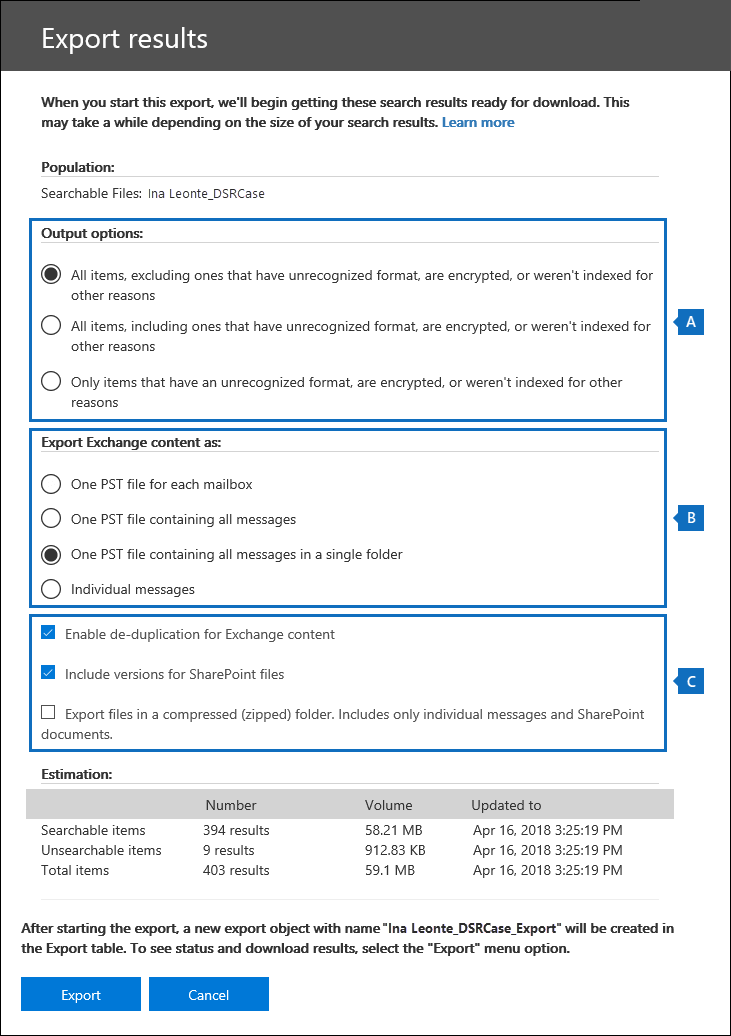 Export results
When you start this export, we'll begin getting these search results ready for download. This
may take a while depending on the size of your search results. Learn more
Population:
Searchable Files: Ina Leonte_DSRCase
Output options:
All items, excluding ones that have unrecognized format, are encrypted, or weren't indexed for
other reasons
All items, including ones that have unrecognized format, are encrypted, or weren't indexed for
other reasons
A
Only items that have an unrecognized format, are encrypted, or weren't indexed for other
reasons
Export Exchange content as:
One PST file for each mailbox
One PST file containing all messages
B
One PST file containing all messages in a single folder
Individual messages
Enable de-duplication for Exchange content
Include versions for SharePoint files
C
Export files in a compressed (zipped) folder. Includes only individual messages and SharePoint
documents.
Estimation:
Number Volume Updated to
Searchable items 394 results 58.21 MB Apr 16, 2018 3:25:19 PM
Unsearchable items 9 results 912.83 KB Apr 16, 2018 3:25:19 PM
Total items 403 results 59.1 MB Apr 16, 2018 3:25:19 PM
After starting the export, a new export object with name "Ina Leonte_DSRCase_Export" will be created in
the Export table. To see status and download results, select the "Export" menu option.
Export Cancel